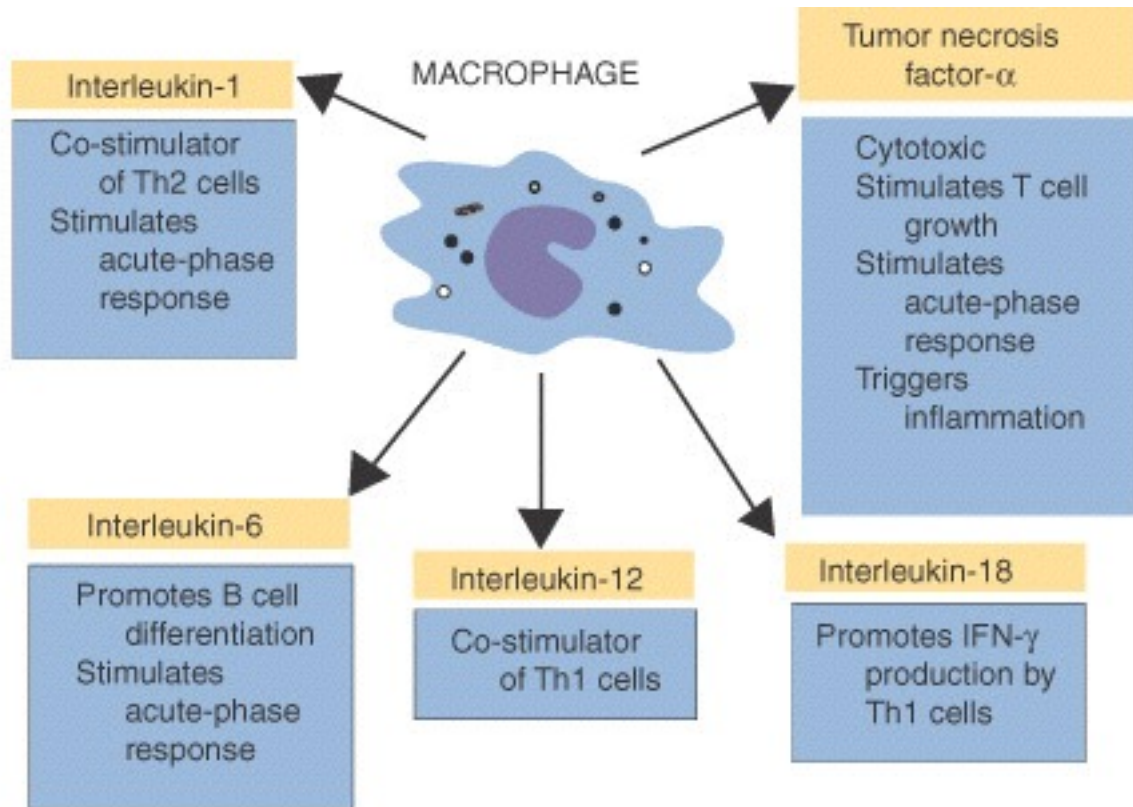 MACROPHAGE
Interleukin-1
Co-stimulator
of Th2 cells
Stimulates
acute-phase
response
Tumor necrosis
factor-α
Cytotoxic
Stimulates T cell
growth
Stimulates
acute-phase
response
Triggers
inflammation
Interleukin-6
Promotes B cell
differentiation
Stimulates
acute-phase
response
Interleukin-12
Co-stimulator
of Th1 cells
Interleukin-18
Promotes IFN-γ
production by
Th1 cells